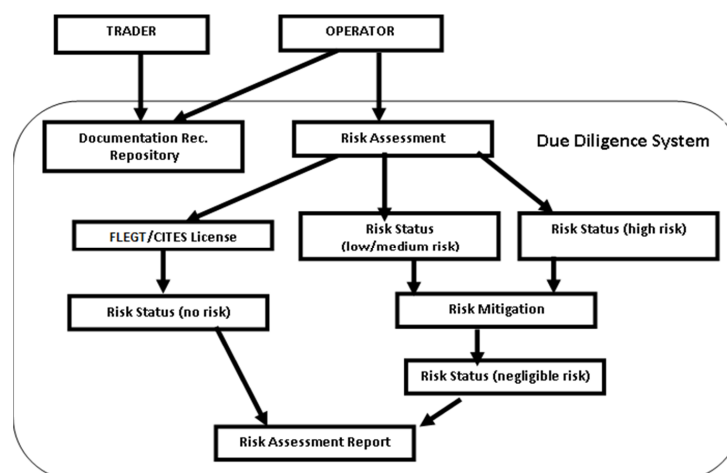 TRADER
OPERATOR
Documentation Rec.
Repository
Risk Assessment
Due Diligence System
FLEGT/CITES License
Risk Status
(low/medium risk)
Risk Status (high risk)
Risk Status (no risk)
Risk Mitigation
Risk Status (negligible risk)
Risk Assessment Report